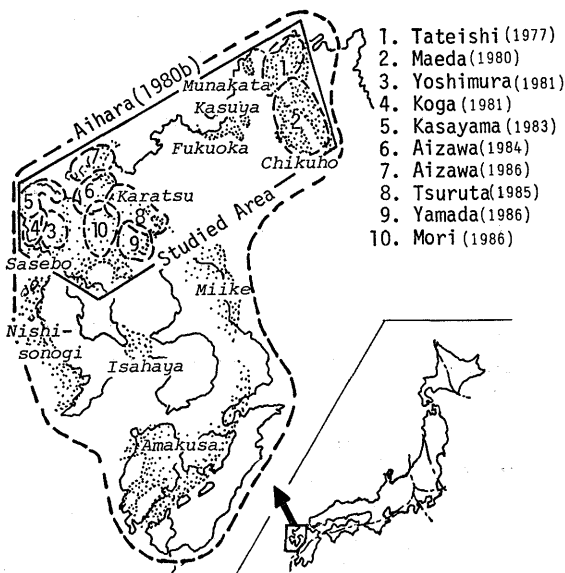 1. Tateishi(1977)
2. Maeda(1980)
3. Yoshimura(1981)
4. Koga(1981)
5. Kasayama(1983)
6. Aizawa(1984)
7. Aizawa(1986)
8. Tsuruta(1985)
9. Yamada(1986)
10. Mori(1986)
Aihara(1980b)
1
Munakata
Kasuya
2
Fukuoka
Chikuho
7
6
5
Karatsu
8
4 3
10
9
Studied Area
Sasebo
Miike
Nishi-
sonogi
Isahaya
Amakusa